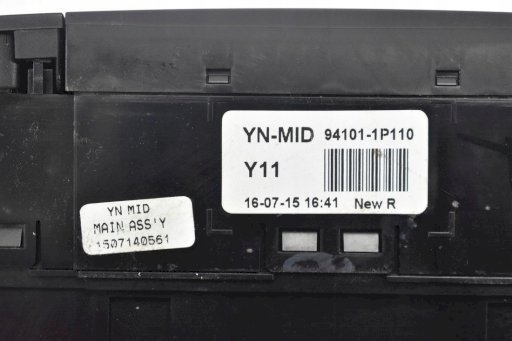 YN-MID 94101-1P110
Y11
16-07-15 16:41 New R
YN MID
MAIN ASS'Y
1507140561